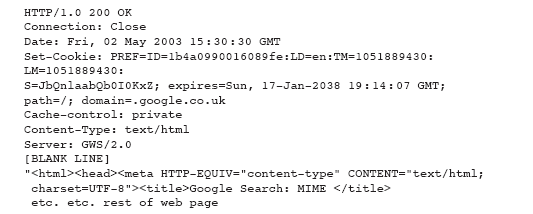 HTTP/1.0 200 OK
Connection: Close
Date: Fri, 02 May 2003 15:30:30 GMT
Set-Cookie: PREF=ID=1b4a0990016089fe:LD=en:TM=1051889430:
LM=1051889430:
S=JbQnlaabQb0I0KxZ; expires=Sun, 17-Jan-2038 19:14:07 GMT;
path=/; domain=.google.co.uk
Cache-control: private
Content-Type: text/html
Server: GWS/2.0
[BLANK LINE]
"<html><head><meta HTTP-EQUIV="content-type" CONTENT="text/html;
charset=UTF-8"><title>Google Search: MIME </title>
etc. etc. rest of web page